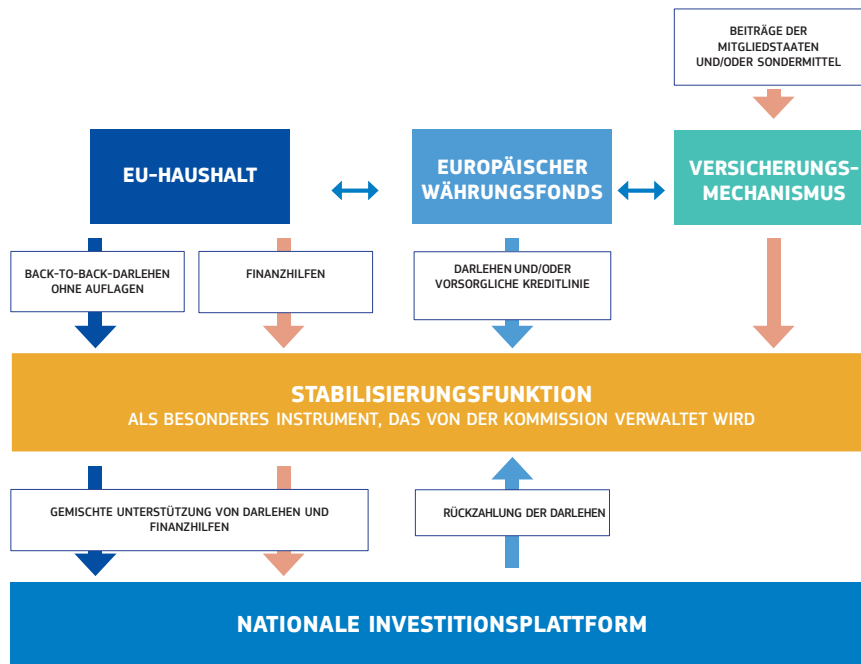 BEITRÄGE DER
MITGLIEDSTAATEN
UND/ODER SONDERMITTEL
EU-HAUSHALT
EUROPÄISCHER
WÄHRUNGSFONDS
VERSICHERUNGS-
MECHANISMUS
BACK-TO-BACK-DARLEHEN
OHNE AUFLAGEN
FINANZHILFEN
DARLEHEN UND/ODER
VORSORGLICHE KREDITLINIE
STABILISIERUNGSFUNKTION
ALS BESONDERES INSTRUMENT, DAS VON DER KOMMISSION VERWALTET WIRD
GEMISCHTE UNTERSTÜTZUNG VON DARLEHEN UND
FINANZHILFEN
RÜCKZAHLUNG DER DARLEHEN
NATIONALE INVESTITIONSPLATTFORM